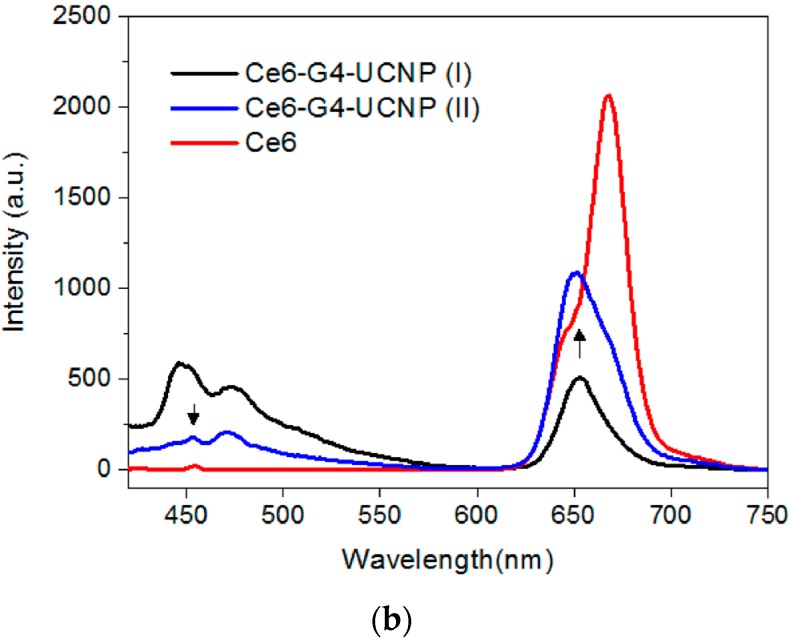 2500
2000
1500
1000
500
0
Intensity (a.u.)
Ce6-G4-UCNP (I)
Ce6-G4-UCNP (II)
Ce6
450 500 550 600 650 700 750
Wavelength(nm)
(b)